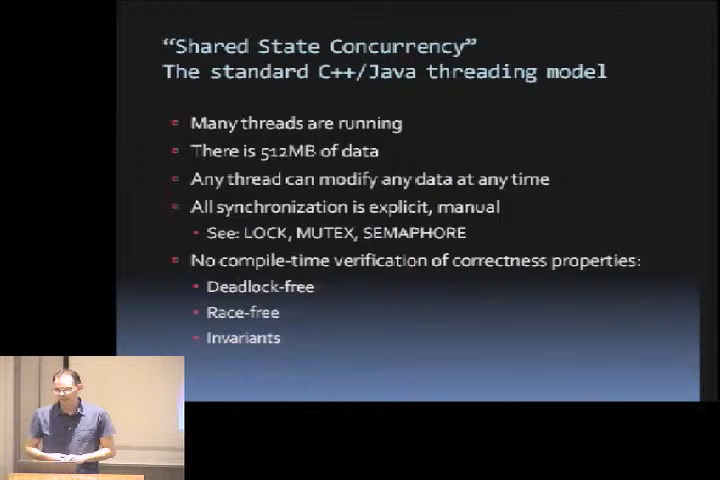 “Shared State Concurrency”
The standard C++/Java threading model
Many threads are running
There is 512MB of data
Any thread can modify any data at any time
All synchronization is explicit, manual
See: LOCK, MUTEX, SEMAPHORE
No compile-time verification of correctness properties:
Deadlock-free
Race-free
Invariants